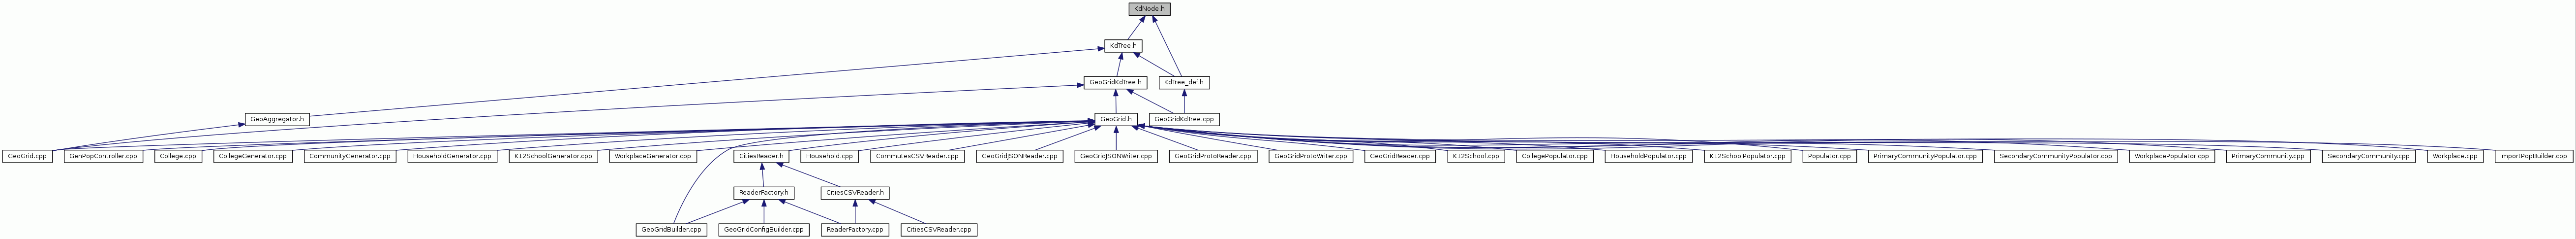 KdNode.h
KdTree.h
GeoGridKdTree.h
KdTree_def.h
GeoAggregator.h
GeoGrid.h
GeoGridKdTree.cpp
GeoGrid.cpp
GenPopController.cpp
College.cpp
CollegeGenerator.cpp
CommunityGenerator.cpp
HouseholdGenerator.cpp
K12SchoolGenerator.cpp
WorkplaceGenerator.cpp
CitiesReader.h
Household.cpp
CommutesCSVReader.cpp
GeoGridJSONReader.cpp
GeoGridJSONWriter.cpp
GeoGridProtoReader.cpp
GeoGridProtoWriter.cpp
GeoGridReader.cpp
K12School.cpp
CollegePopulator.cpp
HouseholdPopulator.cpp
K12SchoolPopulator.cpp
Populator.cpp
PrimaryCommunityPopulator.cpp
SecondaryCommunityPopulator.cpp
WorkplacePopulator.cpp
PrimaryCommunity.cpp
SecondaryCommunity.cpp
Workplace.cpp
ImportPopBuilder.cpp
ReaderFactory.h
CitiesCSVReader.h
GeoGridBuilder.cpp
GeoGridConfigBuilder.cpp
ReaderFactory.cpp
CitiesCSVReader.cpp